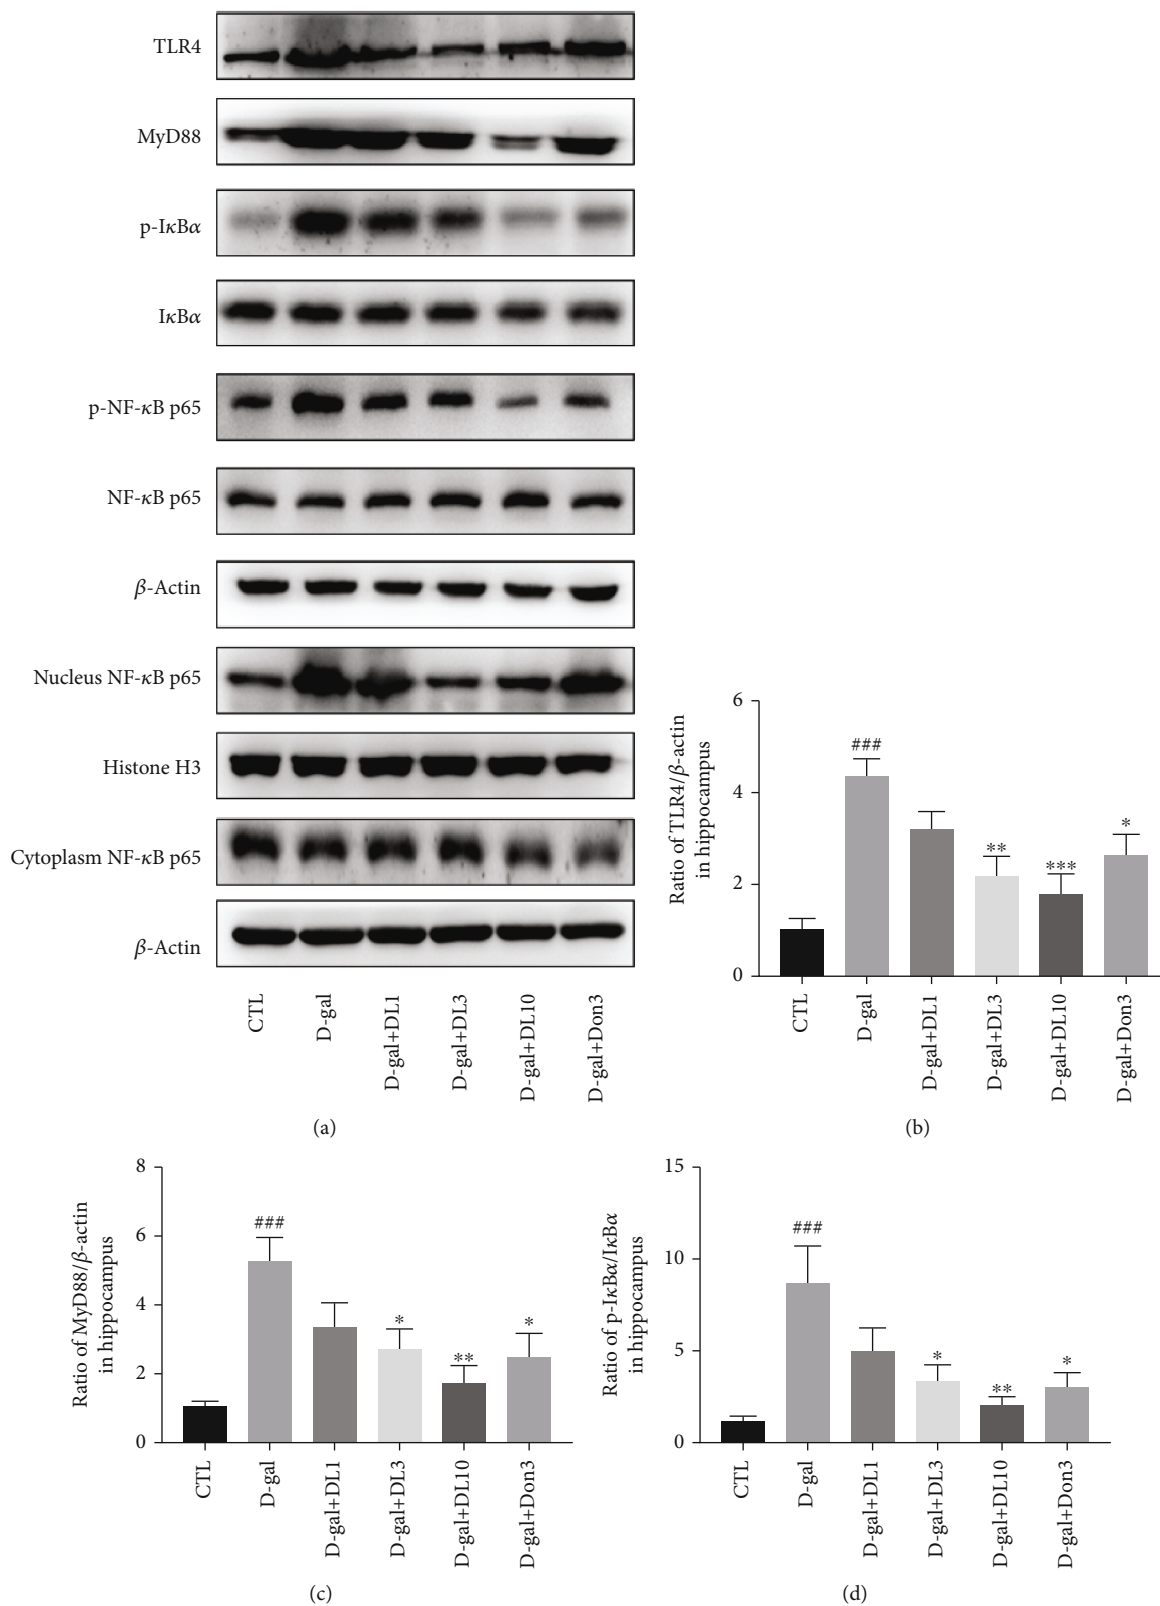 TLR4
MyD88
p-IκBα
IκBα
p-NF-κB p65
NF-κB p65
β-Actin
Nucleus NF-κB p65
Histone H3
Cytoplasm NF-κB p65
β-Actin
CTL
D-gal
D-gal+DL1
D-gal+DL3
D-gal+DL10
D-gal+Don3
(a)
Ratio of TLR4/β-actin
in hippocampus
6
4
2
0
###
**
***
*
CTL
D-gal
D-gal+DL1
D-gal+DL3
D-gal+DL10
D-gal+Don3
(b)
Ratio of MyD88/β-actin
in hippocampus
8
6
4
2
0
###
*
**
*
CTL
D-gal
D-gal+DL1
D-gal+DL3
D-gal+DL10
D-gal+Don3
(c)
Ratio of p-IκBα/IκBα
in hippocampus
15
10
5
0
###
*
**
*
CTL
D-gal
D-gal+DL1
D-gal+DL3
D-gal+DL10
D-gal+Don3
(d)